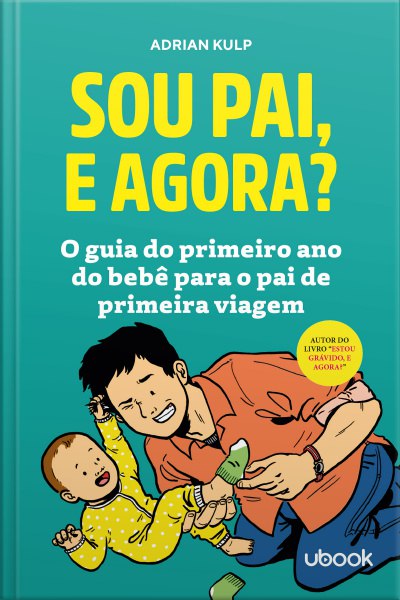 ADRIAN KULP
SOU PAI,
E AGORA?
O guia do primeiro ano
do bebê para o pai de
primeira viagem
AUTOR DO
LIVRO "ESTOU
GRÁVIDO, E
AGORA?"
ubook